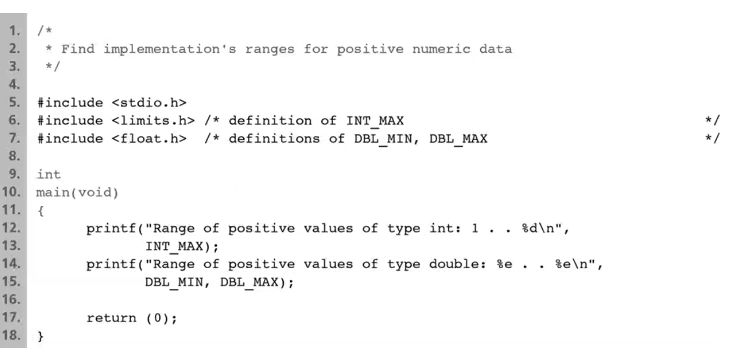 1. /*
2.  * Find implementation's ranges for positive numeric data
3.  */
4.
5. #include <stdio.h>
6. #include <limits.h> /* definition of INT_MAX                                    */
7. #include <float.h>  /* definitions of DBL_MIN, DBL_MAX                          */
8.
9. int
10. main(void)
11. {
12.       printf("Range of positive values of type int: 1 . . %d\n",
13.              INT_MAX);
14.       printf("Range of positive values of type double: %e . . %e\n",
15.              DBL_MIN, DBL_MAX);
16.
17.       return (0);
18. }